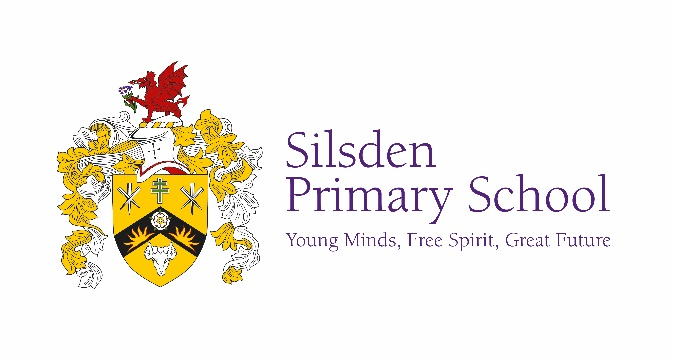 Silsden
Primary School
Young Minds, Free Spirit, Great Future